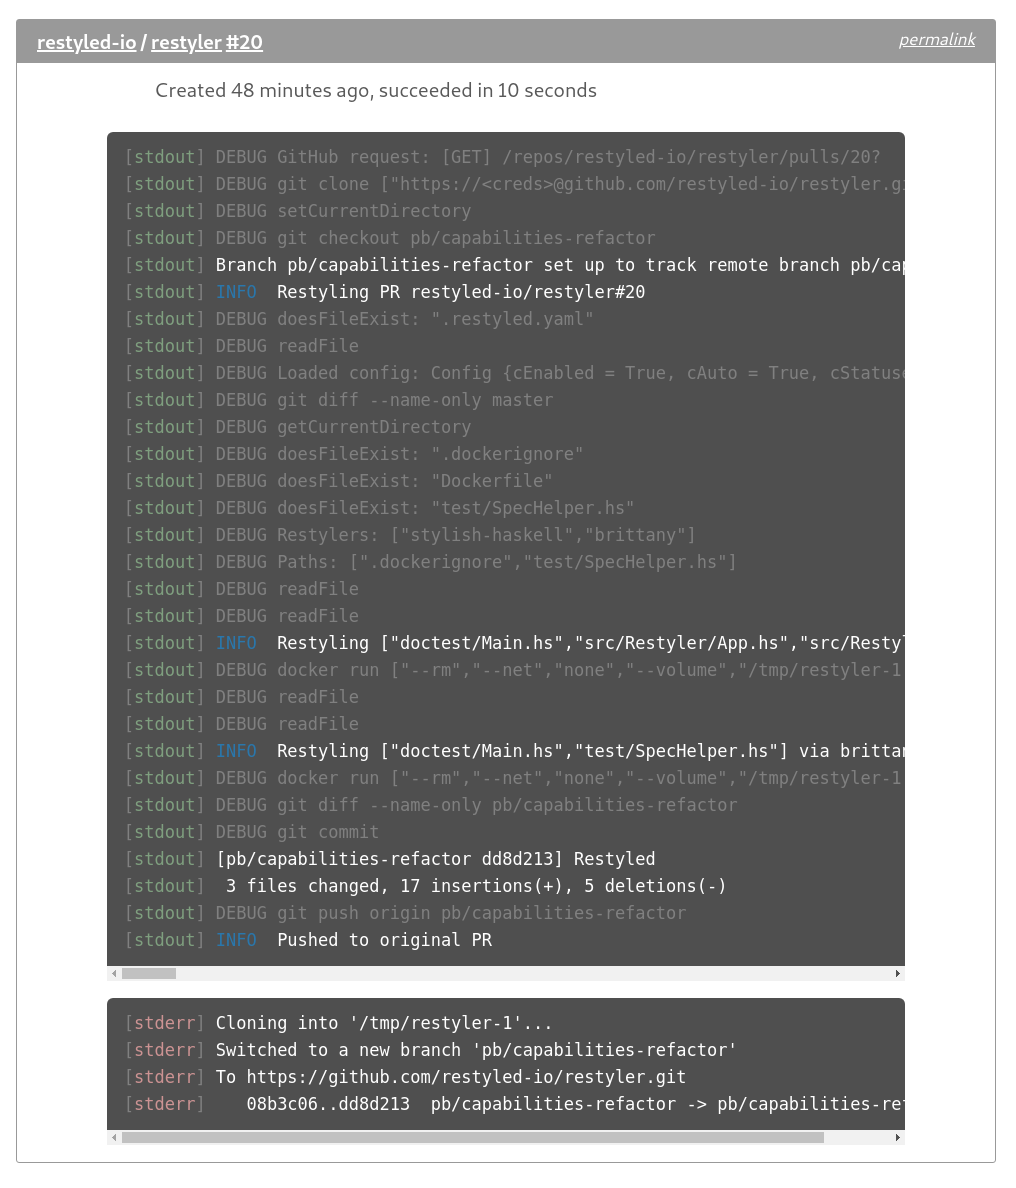 restyled-io / restyler #20
permalink
Created 48 minutes ago, succeeded in 10 seconds
[stdout] DEBUG GitHub request: [GET] /repos/restyled-io/restyler/pulls/20?
[stdout] DEBUG git clone ["https://<creds>@github.com/restyled-io/restyler.gi
[stdout] DEBUG setCurrentDirectory
[stdout] DEBUG git checkout pb/capabilities-refactor
[stdout] Branch pb/capabilities-refactor set up to track remote branch pb/cap
[stdout] INFO  Restyling PR restyled-io/restyler#20
[stdout] DEBUG doesFileExist: ".restyled.yaml"
[stdout] DEBUG readFile
[stdout] DEBUG Loaded config: Config {cEnabled = True, cAuto = True, cStatuse
[stdout] DEBUG git diff --name-only master
[stdout] DEBUG getCurrentDirectory
[stdout] DEBUG doesFileExist: ".dockerignore"
[stdout] DEBUG doesFileExist: "Dockerfile"
[stdout] DEBUG doesFileExist: "test/SpecHelper.hs"
[stdout] DEBUG Restylers: ["stylish-haskell","brittany"]
[stdout] DEBUG Paths: [".dockerignore","test/SpecHelper.hs"]
[stdout] DEBUG readFile
[stdout] DEBUG readFile
[stdout] INFO  Restyling ["doctest/Main.hs","src/Restyler/App.hs","src/Restyl
[stdout] DEBUG docker run ["--rm","--net","none","--volume","/tmp/restyler-1
[stdout] DEBUG readFile
[stdout] DEBUG readFile
[stdout] INFO  Restyling ["doctest/Main.hs","test/SpecHelper.hs"] via brittan
[stdout] DEBUG docker run ["--rm","--net","none","--volume","/tmp/restyler-1
[stdout] DEBUG git diff --name-only pb/capabilities-refactor
[stdout] DEBUG git commit
[stdout] [pb/capabilities-refactor dd8d213] Restyled
[stdout]  3 files changed, 17 insertions(+), 5 deletions(-)
[stdout] DEBUG git push origin pb/capabilities-refactor
[stdout] INFO  Pushed to original PR
[stderr] Cloning into '/tmp/restyler-1'...
[stderr] Switched to a new branch 'pb/capabilities-refactor'
[stderr] To https://github.com/restyled-io/restyler.git
[stderr]    08b3c06..dd8d213  pb/capabilities-refactor -> pb/capabilities-ref